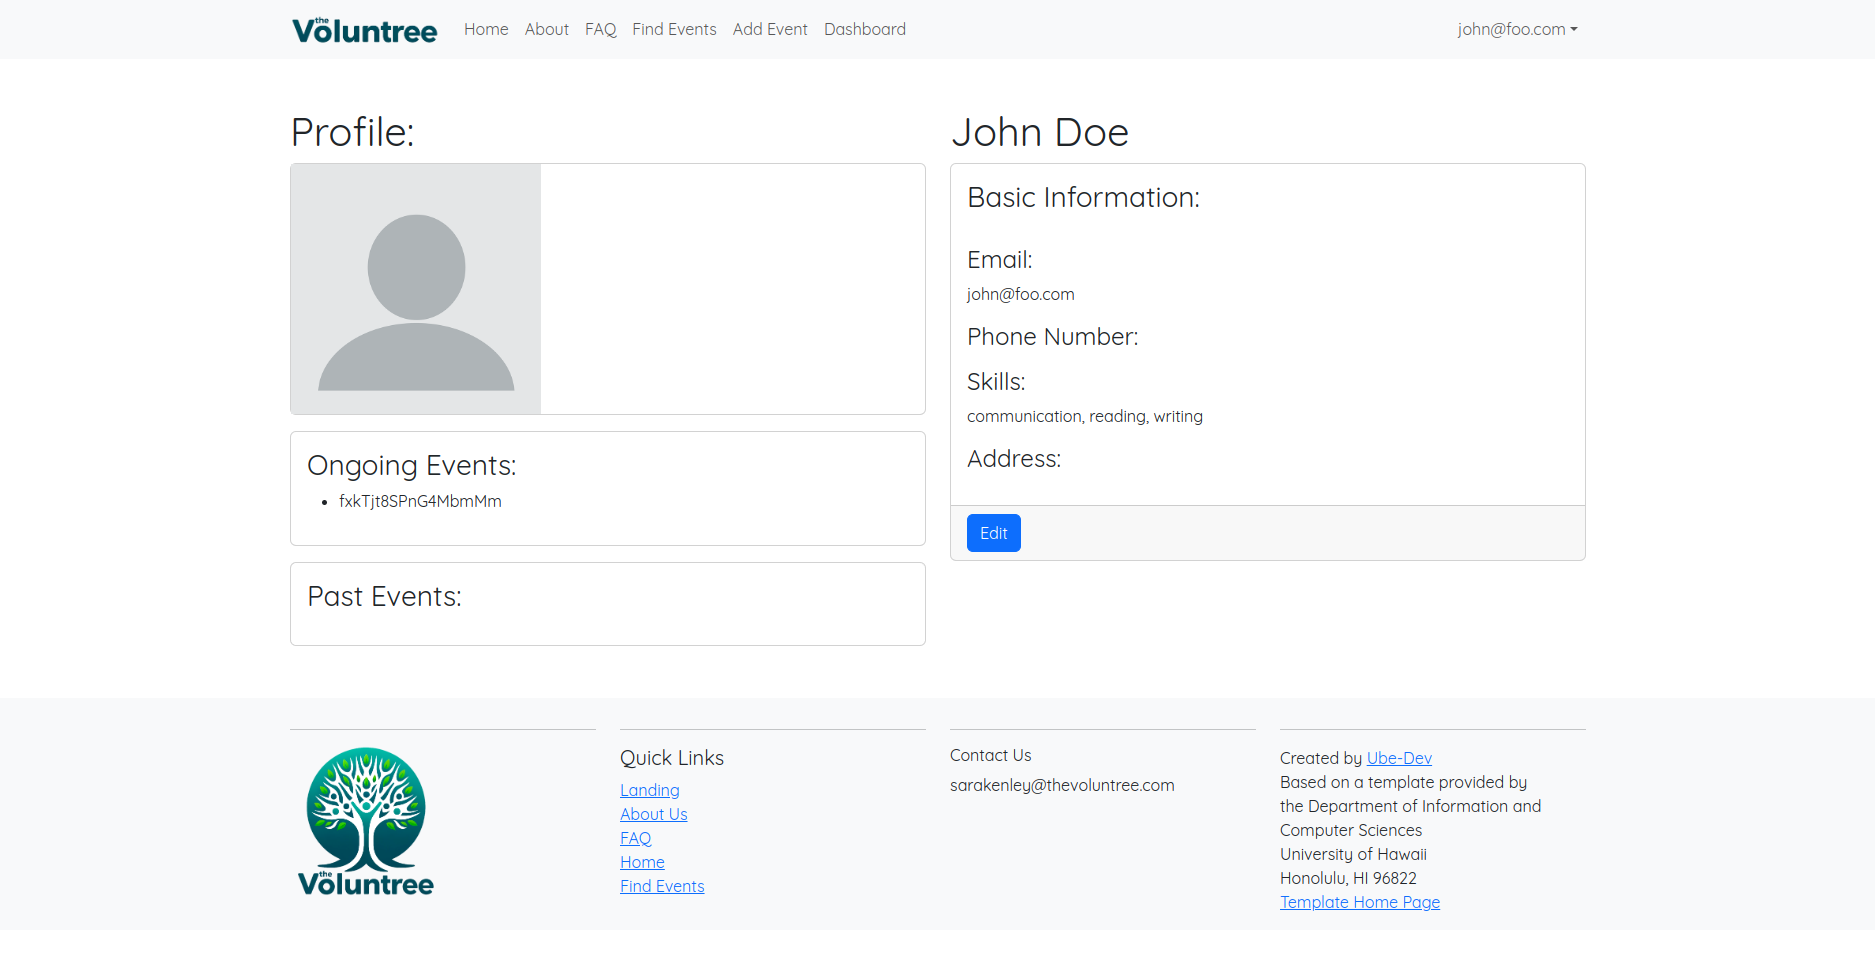 the Voluntree Home About FAQ Find Events Add Event Dashboard john@foo.com
Profile:
Ongoing Events:
• fxkTjt8SPnG4MbmMm
Past Events:
John Doe
Basic Information:
Email:
john@foo.com
Phone Number:
Skills:
communication, reading, writing
Address:
Edit
the Voluntree
Quick Links
Landing
About Us
FAQ
Home
Find Events
Contact Us
sarakenley@thevoluntree.com
Created by Ube-Dev
Based on a template provided by
the Department of Information and
Computer Sciences
University of Hawaii
Honolulu, HI 96822
Template Home Page